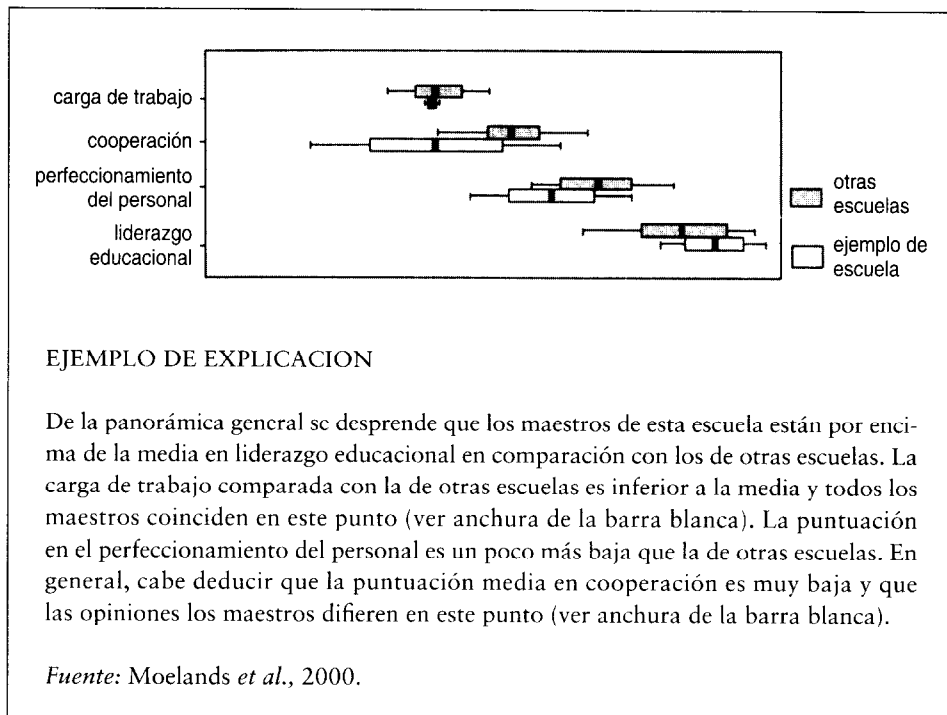 carga de trabajo
cooperación
perfeccionamiento
del personal
liderazgo
educacional
otras
escuelas
ejemplo de
escuela
EJEMPLO DE EXPLICACION
De la panorámica general se desprende que los maestros de esta escuela están por enci-
ma de la media en liderazgo educacional en comparación con los de otras escuelas. La
carga de trabajo comparada con la de otras escuelas es inferior a la media y todos los
maestros coinciden en este punto (ver anchura de la barra blanca). La puntuación
en el perfeccionamiento del personal es un poco más baja que la de otras escuelas. En
general, cabe deducir que la puntuación media en cooperación es muy baja y que
las opiniones los maestros difieren en este punto (ver anchura de la barra blanca).
Fuente: Moelands et al., 2000.